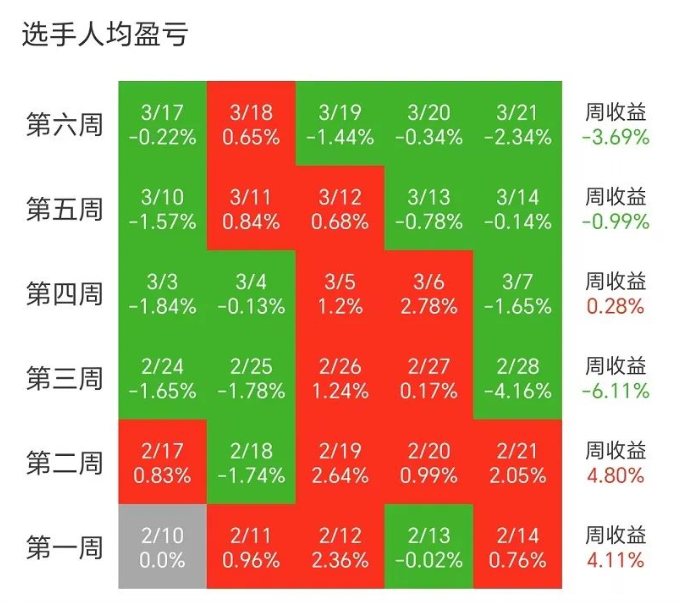 选手人均盈亏
第六周 3/17 3/18 3/19 3/20 3/21 周收益
-0.22% 0.65% -1.44% -0.34% -2.34% -3.69%
第五周 3/10 3/11 3/12 3/13 3/14 周收益
-1.57% 0.84% 0.68% -0.78% -0.14% -0.99%
第四周 3/3 3/4 3/5 3/6 3/7 周收益
-1.84% -0.13% 1.2% 2.78% -1.65% 0.28%
第三周 2/24 2/25 2/26 2/27 2/28 周收益
-1.65% -1.78% 1.24% 0.17% -4.16% -6.11%
第二周 2/17 2/18 2/19 2/20 2/21 周收益
0.83% -1.74% 2.64% 0.99% 2.05% 4.80%
第一周 2/10 2/11 2/12 2/13 2/14 周收益
0.0% 0.96% 2.36% -0.02% 0.76% 4.11%